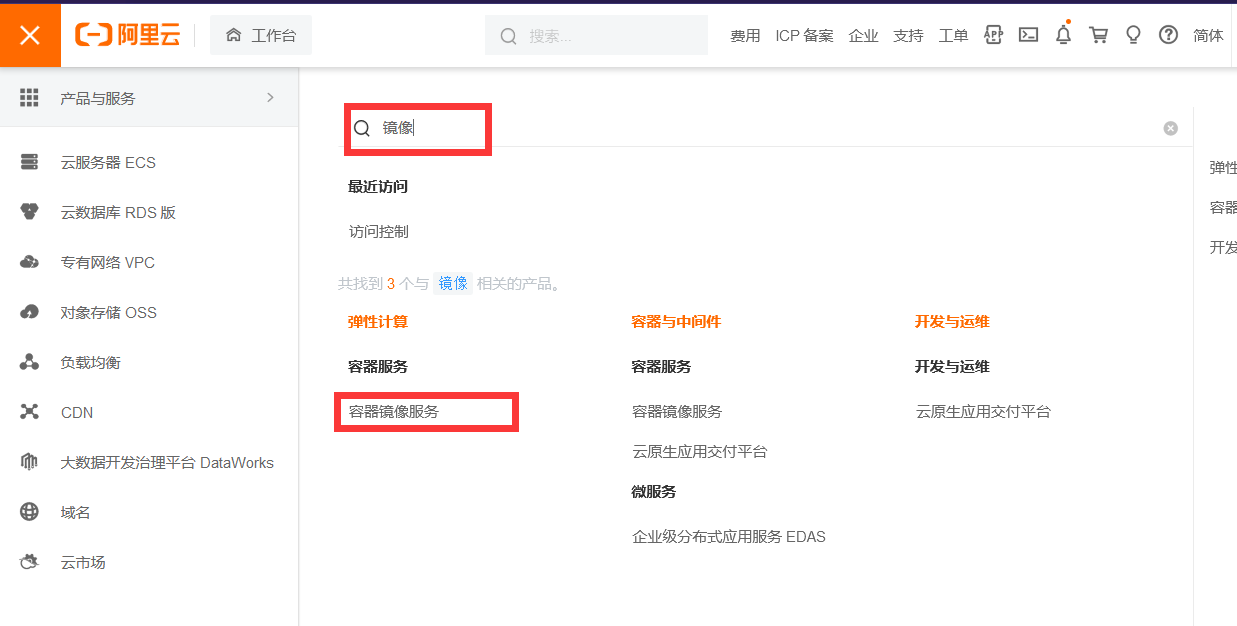 阿里云
工作台
搜索...
费用
ICP 备案
企业
支持
工单
APP
简体
产品与服务
云服务器 ECS
云数据库 RDS 版
专有网络 VPC
对象存储 OSS
负载均衡
CDN
大数据开发治理平台 DataWorks
域名
云市场
镜像
最近访问
访问控制
共找到 3 个与 镜像 相关的产品。
弹性计算
容器服务
容器镜像服务
容器与中间件
容器服务
容器镜像服务
云原生应用交付平台
微服务
企业级分布式应用服务 EDAS
开发与运维
开发与运维
云原生应用交付平台
弹性
容器
开发